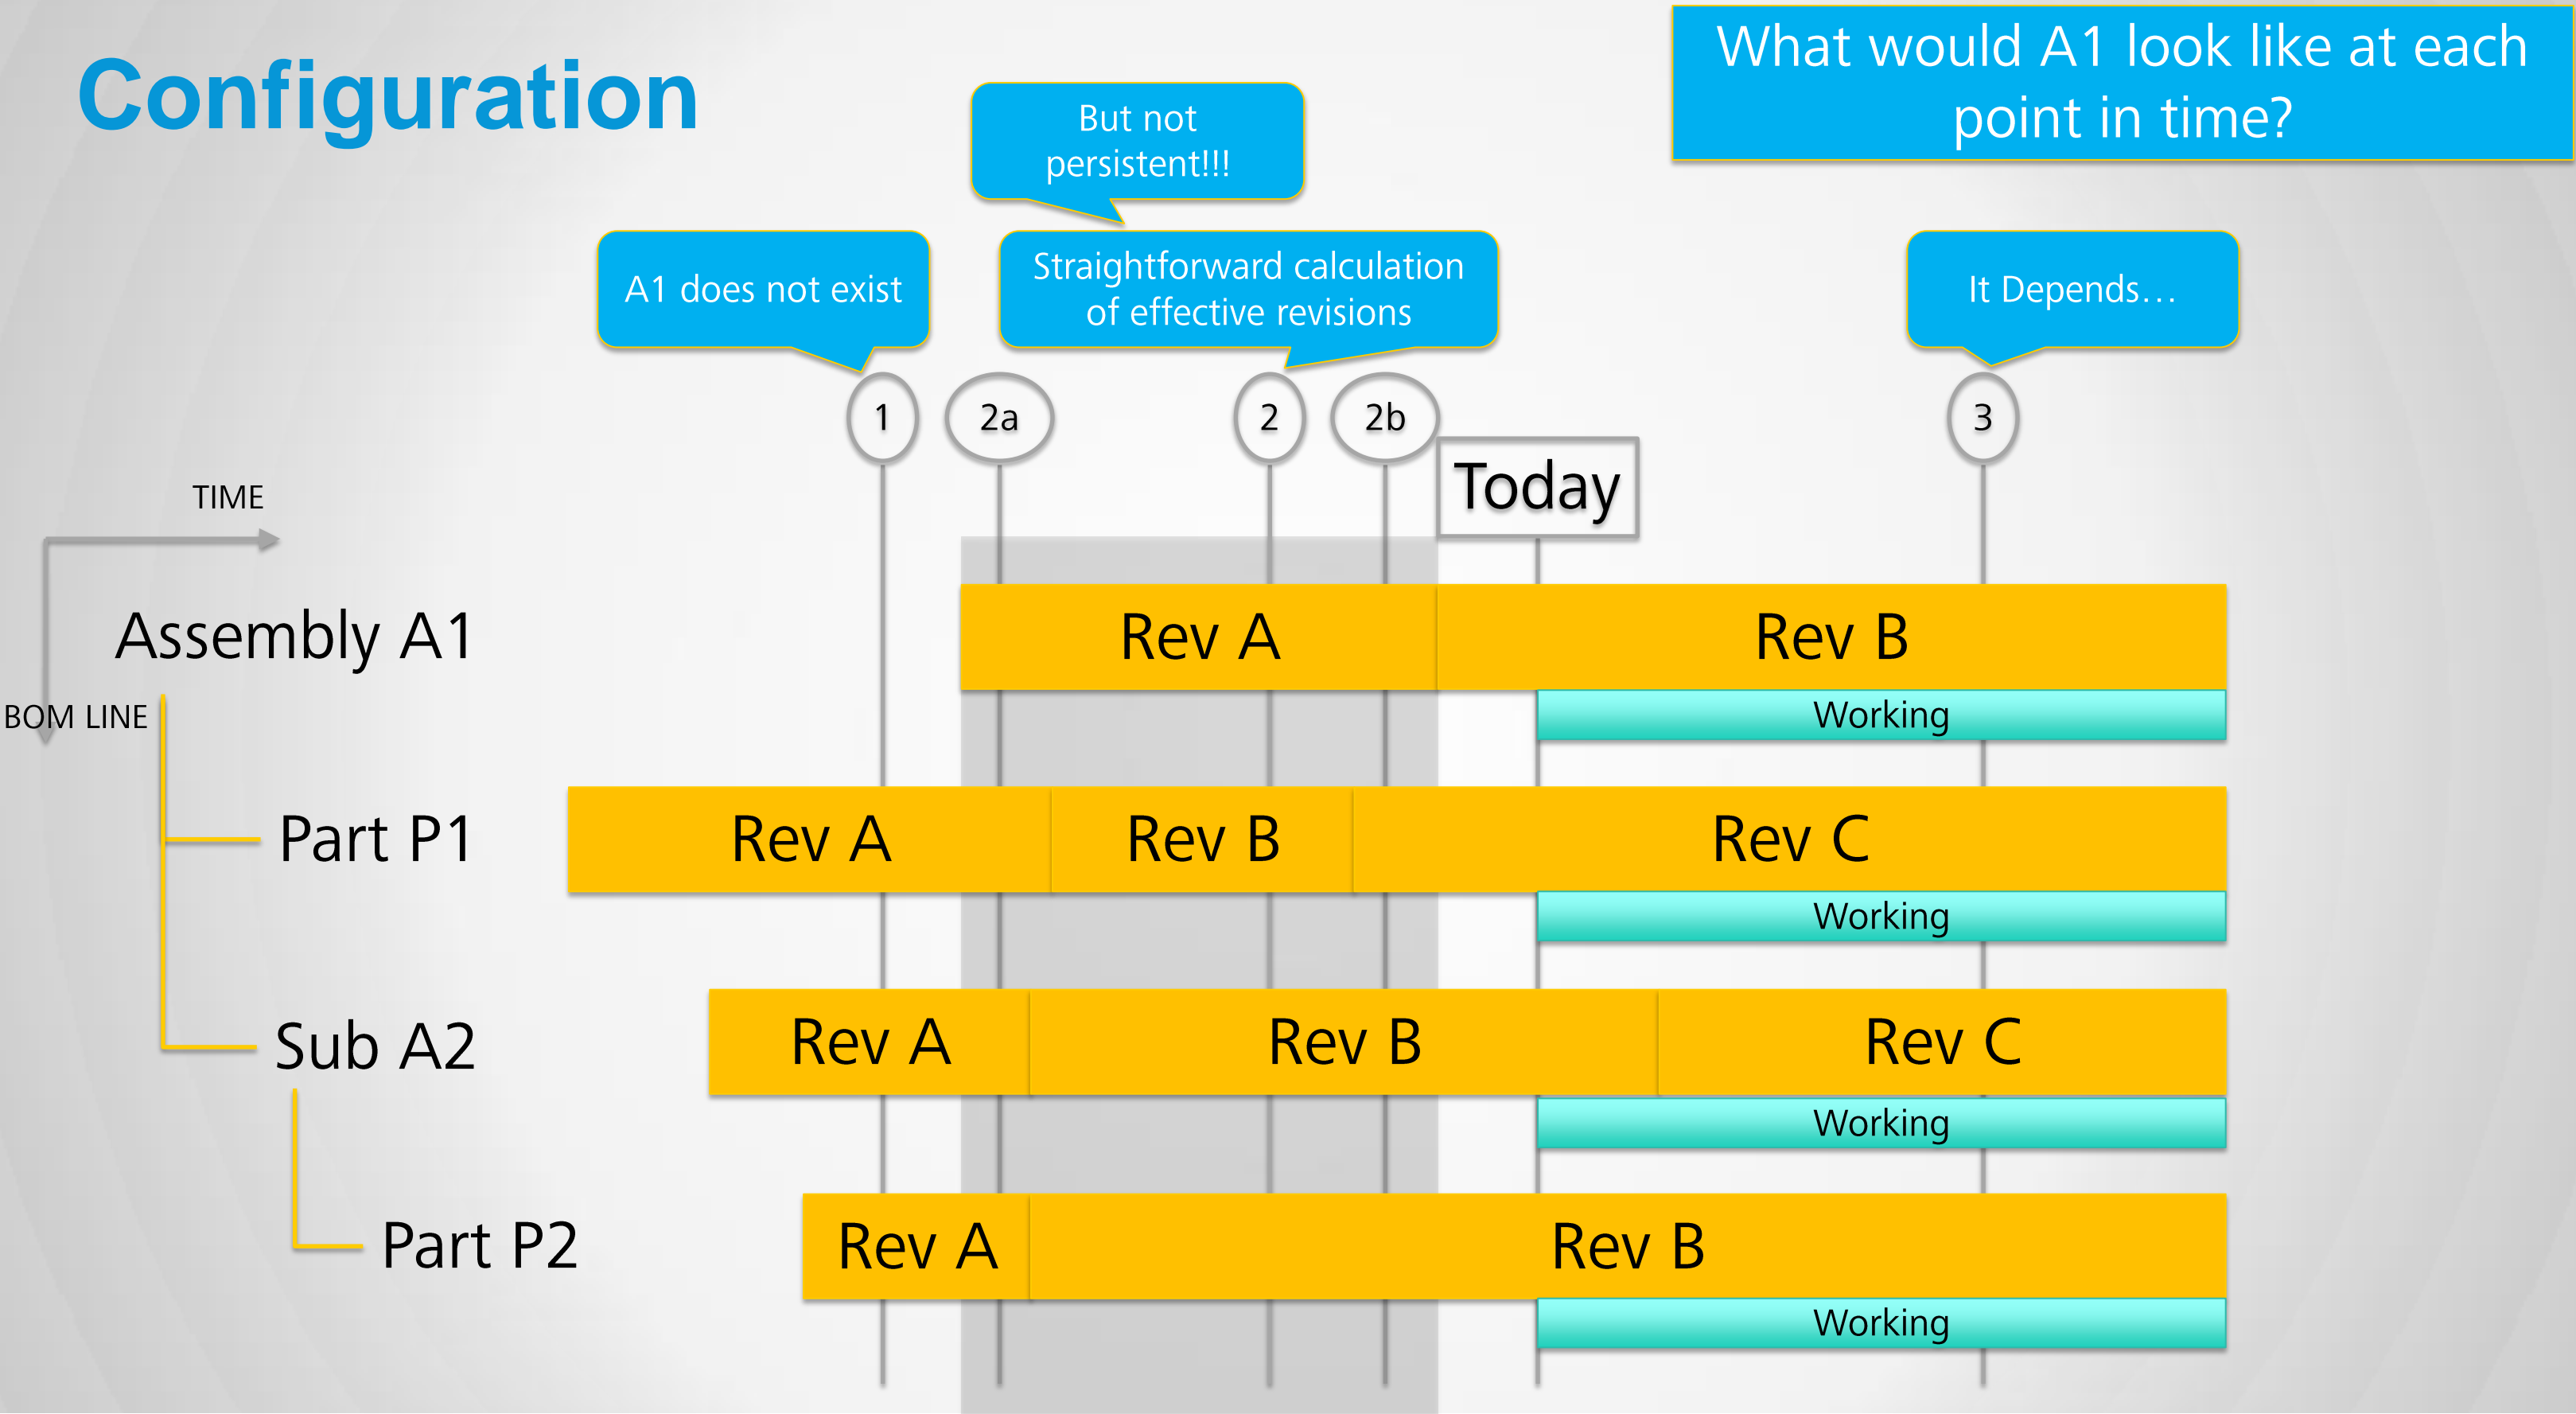 Configuration
What would A1 look like at each
point in time?
But not
persistent!!!
A1 does not exist
Straightforward calculation
of effective revisions
It Depends…
1
2a
2
2b
3
Today
TIME
BOM LINE
Assembly A1
Rev A
Rev B
Working
Part P1
Rev A
Rev B
Rev C
Working
Sub A2
Rev A
Rev B
Rev C
Working
Part P2
Rev A
Rev B
Working